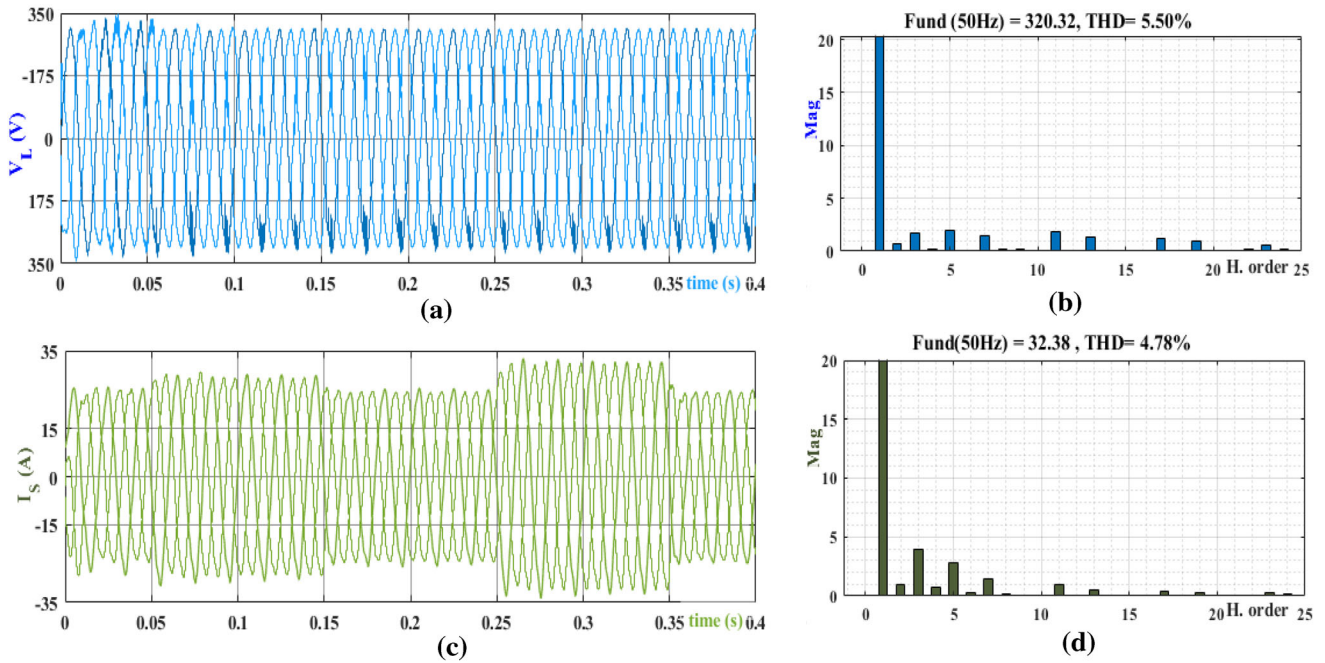 350
-175
0
175
350
V_L (V)
0 0.05 0.1 0.15 0.2 0.25 0.3 0.35 time (s) 0.4
(a)
Fund (50Hz) = 320.32, THD= 5.50%
20
15
10
5
0
Mag
0 5 10 15 20 H. order 25
(b)
35
15
0
-15
-35
I_S (A)
0 0.05 0.1 0.15 0.2 0.25 0.3 0.35 time (s) 0.4
(c)
Fund(50Hz) = 32.38 , THD= 4.78%
20
15
10
5
0
Mag
0 5 10 15 20 H. order 25
(d)